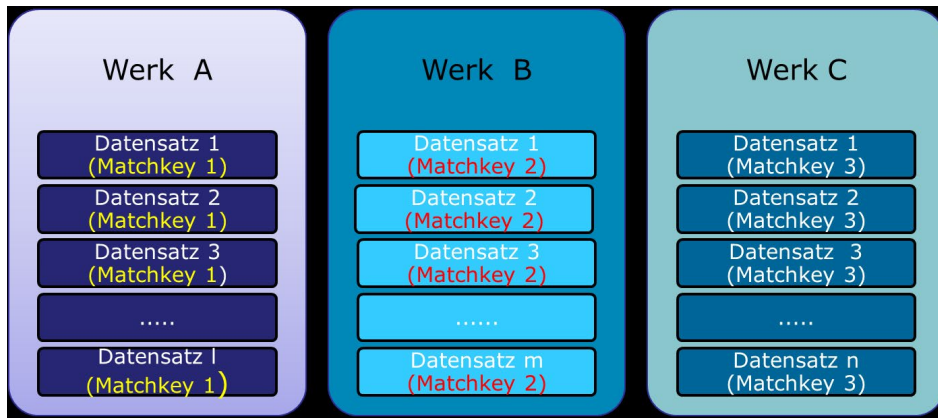 Werk A
Datensatz 1
(Matchkey 1)
Datensatz 2
(Matchkey 1)
Datensatz 3
(Matchkey 1)
.....
Datensatz l
(Matchkey 1)
Werk B
Datensatz 1
(Matchkey 2)
Datensatz 2
(Matchkey 2)
Datensatz 3
(Matchkey 2)
......
Datensatz m
(Matchkey 2)
Werk C
Datensatz 1
(Matchkey 3)
Datensatz 2
(Matchkey 3)
Datensatz 3
(Matchkey 3)
.....
Datensatz n
(Matchkey 3)